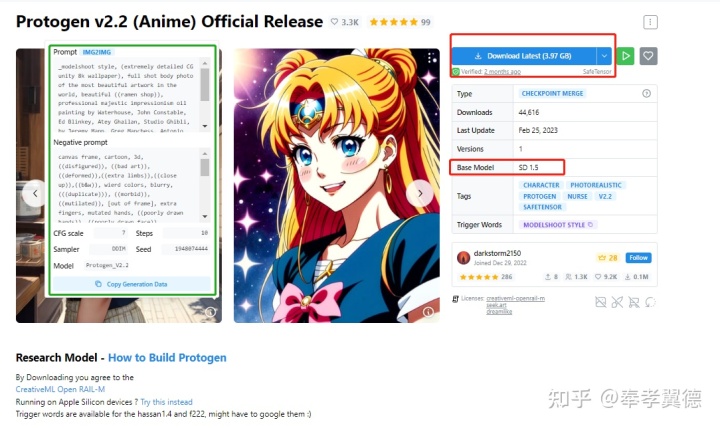 Protogen v2.2 (Anime) Official Release 3.3K 99
Prompt IMG2IMG
_modelshoot style, (extremely detailed CG
unity 8k wallpaper), full shot body photo
of the most beautiful artwork in the
world, beautiful ((ramen shop)),
professional majestic impressionism oil
painting by Waterhouse, John Constable,
Ed Blinkey, Atey Ghailan, Studio Ghibli,
by Jeremy Mann, Greg Manchess, Antonio
Negative prompt
canvas frame, cartoon, 3d,
((disfigured)), ((bad art)),
((deformed)),((extra limbs)),((close
up)),((b&w)), wierd colors, blurry,
(((duplicate))), ((morbid)),
((mutilated)), [out of frame], extra
fingers, mutated hands, ((poorly drawn
hands)), ((poorly drawn face))
CFG scale 7 Steps 10
Sampler DDIM Seed 1948074444
Model Protogen_V2.2
Copy Generation Data
Download Latest (3.97 GB)
Verified: 2 months ago SafeTensor
Type CHECKPOINT MERGE
Downloads 44,616
Last Update Feb 25, 2023
Versions 1
Base Model SD 1.5
Tags CHARACTER PHOTOREALISTIC
PROTOGEN NURSE V2.2
SAFETENSOR
Trigger Words MODELSHOOT STYLE
darkstorm2150 28 Follow
Joined Dec 29, 2022
286 8 1.3K 9.2K 0.1M
Licenses: creativeml-openrail-m
seek.art
dreamlike
Research Model - How to Build Protogen
By Downloading you agree to the
CreativeML Open RAIL-M
Running on Apple Silicon devices ? Try this instead
Trigger words are available for the hassan1.4 and f222, might have to google them :)
知乎 @奉孝翼德